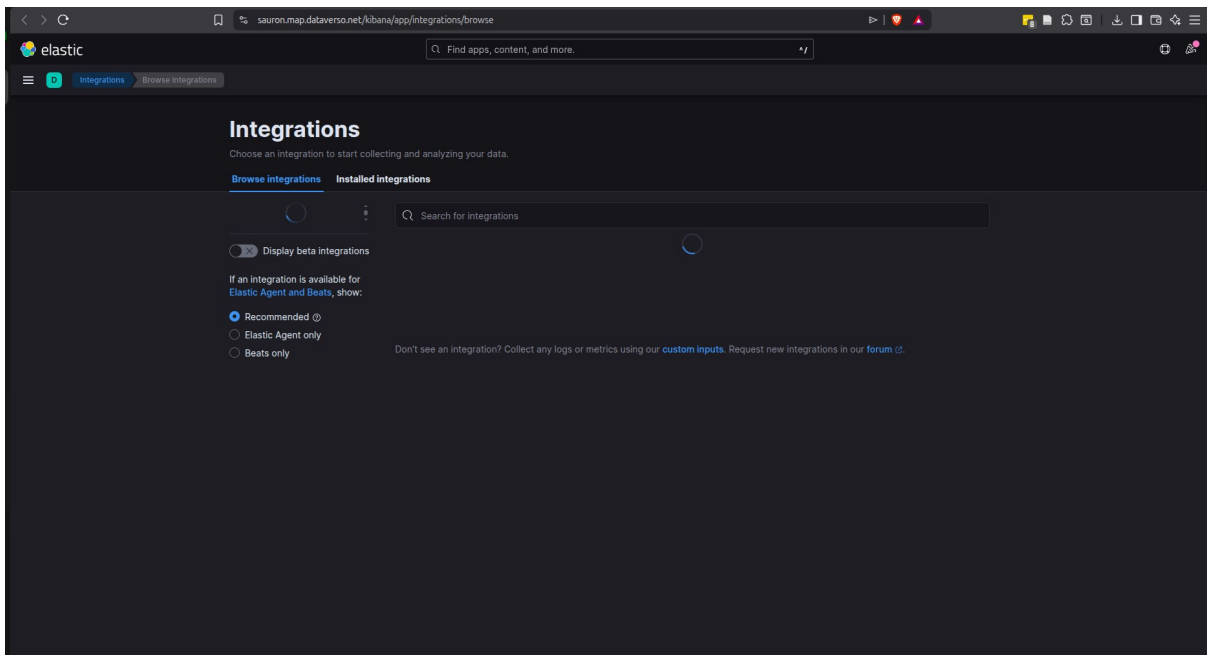 sauron.map.dataverso.net/kibana/app/integrations/browse
elastic
Find apps, content, and more.
^/
D
Integrations
Browse integrations
Integrations
Choose an integration to start collecting and analyzing your data.
Browse integrations
Installed integrations
Search for integrations
Display beta integrations
If an integration is available for
Elastic Agent and Beats, show:
Recommended
Elastic Agent only
Beats only
Don't see an integration? Collect any logs or metrics using our custom inputs. Request new integrations in our forum.